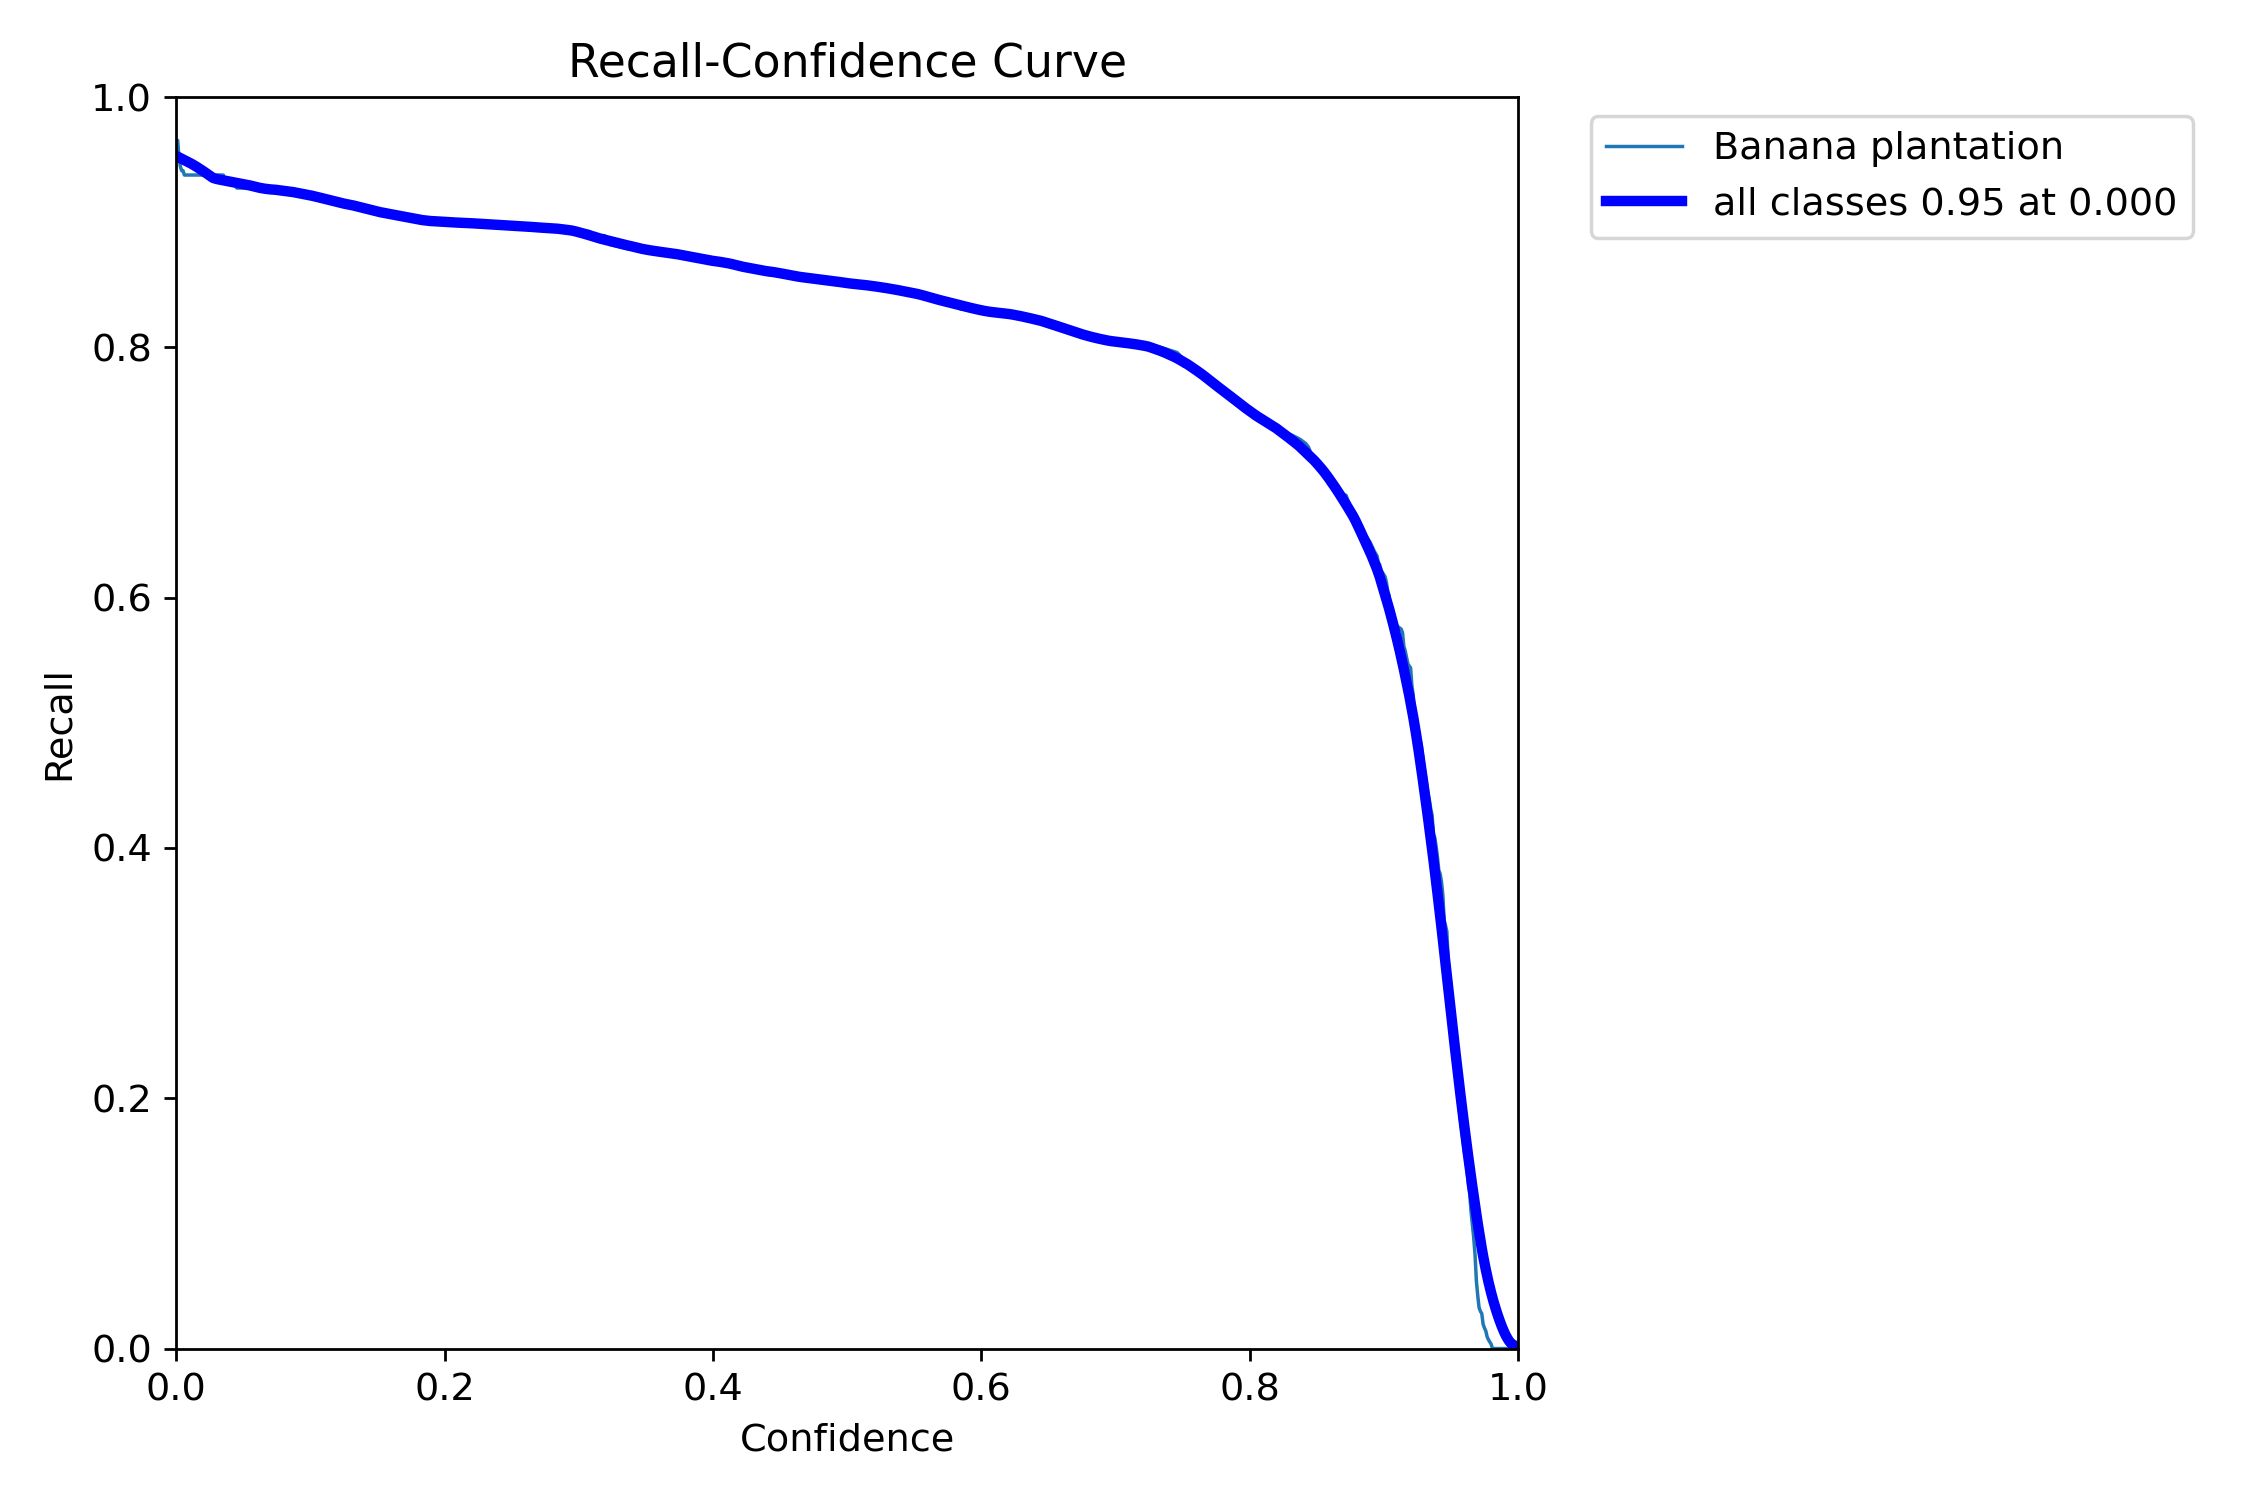 Recall-Confidence Curve
Banana plantation
all classes 0.95 at 0.000
1.0
0.8
0.6
0.4
0.2
0.0
Recall
0.0 0.2 0.4 0.6 0.8 1.0
Confidence